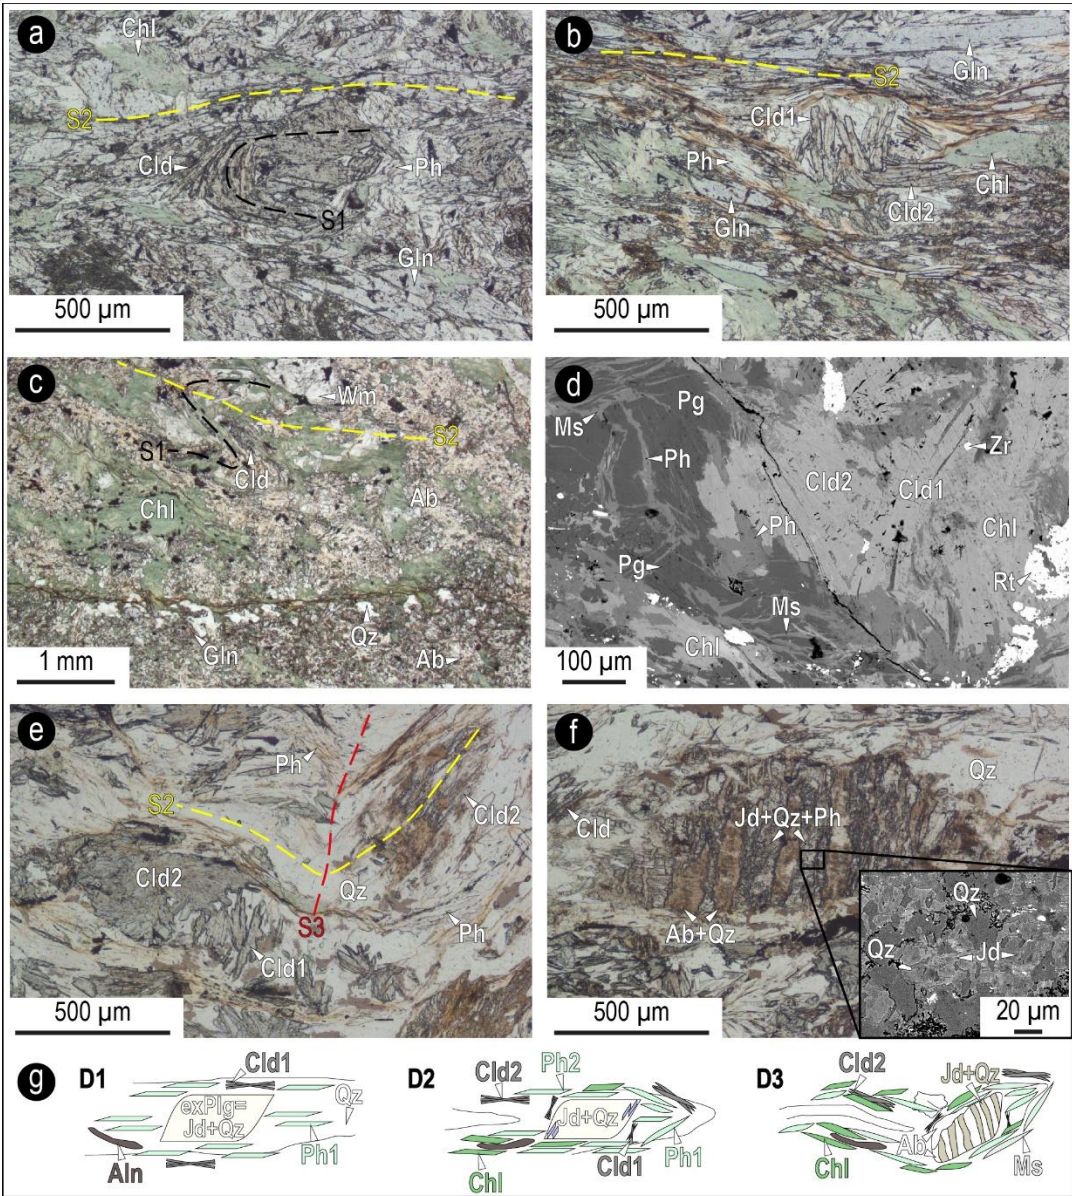 a
Chl
S2
Cld
Ph
S1
Gln
500 µm
b
Gln
S2
Cld1
Ph
Chl
Cld2
Gln
500 µm
c
Wm
S2
S1
Cld
Chl
Ab
Qz
Gln
Ab
1 mm
d
Pg
Ms
Zr
Ph
Cld2
Cld1
Ph
Chl
Pg
Rt
Ms
Chl
100 µm
e
Ph
S2
Cld2
Cld2
Qz
S3
Ph
Cld1
500 µm
f
Qz
Cld
Jd+Qz+Ph
Ab+Qz
Qz
Qz
Jd
500 µm
20 µm
g
D1
Cld1
Qz
exPlg=
Jd+Qz
Ph1
Aln
D2
Cld2
Ph2
Jd+Qz
Chl
Cld1
Ph1
D3
Cld2
Jd+Qz
Ab
Chl
Ms